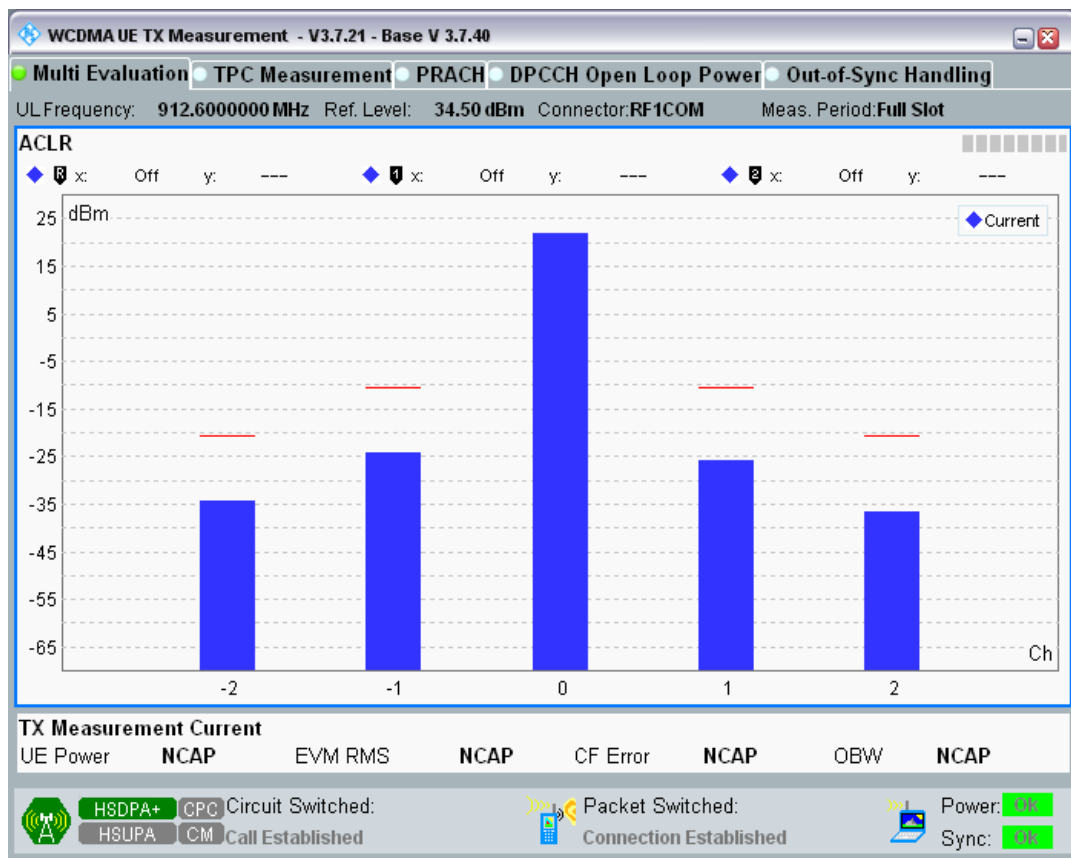 WCDMA UE TX Measurement - V3.7.21 - Base V 3.7.40
Multi Evaluation TPC Measurement PRACH DPCCH Open Loop Power Out-of-Sync Handling
UL Frequency: 912.6000000 MHz Ref. Level: 34.50 dBm Connector:RF1COM Meas. Period:Full Slot
ACLR
R x: Off y: --- 1 x: Off y: --- 2 x: Off y: ---
dBm
Current
25
15
5
-5
-15
-25
-35
-45
-55
-65
Ch
-2 -1 0 1 2
TX Measurement Current
UE Power NCAP EVM RMS NCAP CF Error NCAP OBW NCAP
HSDPA+ CPC Circuit Switched: Packet Switched: Power: Ok
HSUPA CM Call Established Connection Established Sync: Ok